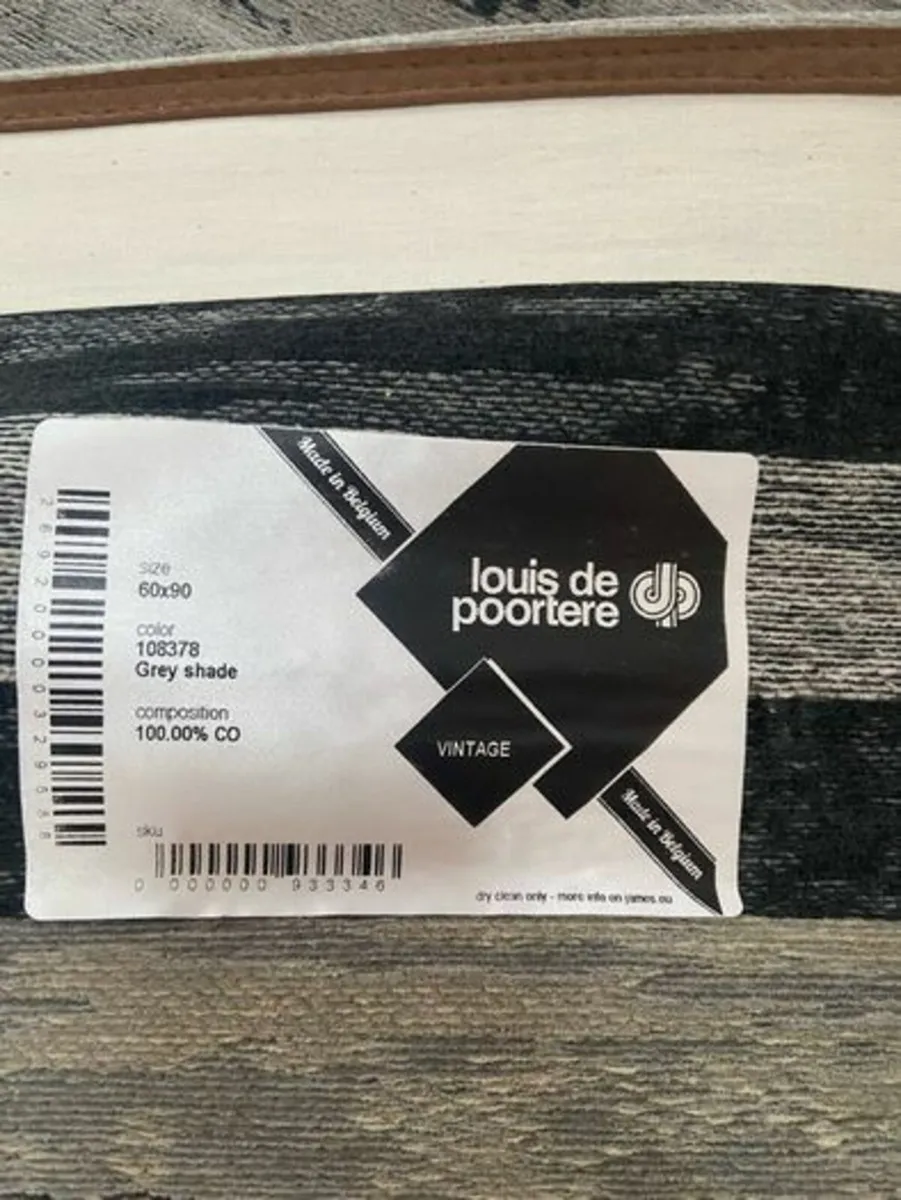 Made in Belgium
louis de
poortere
size
60x90
color
108378
Grey shade
composition
100.00% CO
VINTAGE
Made in Belgium
sku
0 000000 933346
dry clean only - more info on james.eu